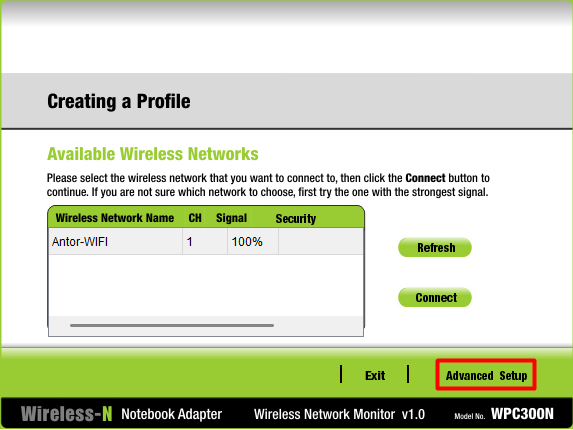 Creating a Profile
Available Wireless Networks
Please select the wireless network that you want to connect to, then click the Connect button to
continue. If you are not sure which network to choose, first try the one with the strongest signal.
Wireless Network Name CH Signal Security
Antor-WIFI 1 100%
Refresh
Connect
Exit Advanced Setup
Wireless-N Notebook Adapter Wireless Network Monitor v1.0 Model No. WPC300N